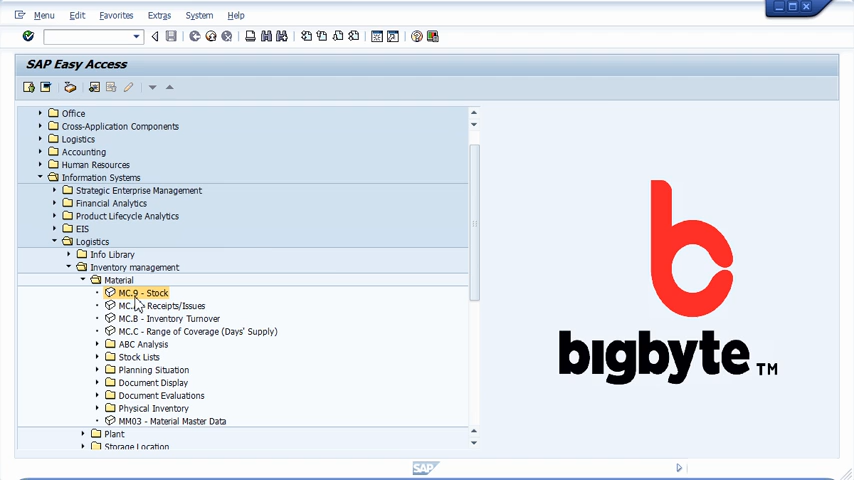 Menu Edit Favorites Extras System Help
SAP Easy Access
Office
Cross-Application Components
Logistics
Accounting
Human Resources
Information Systems
Strategic Enterprise Management
Financial Analytics
Product Lifecycle Analytics
EIS
Logistics
Info Library
Inventory management
Material
MC.9 - Stock
- Receipts/Issues
MC.B - Inventory Turnover
MC.C - Range of Coverage (Days' Supply)
ABC Analysis
Stock Lists
Planning Situation
Document Display
Document Evaluations
Physical Inventory
MM03 - Material Master Data
Plant
Storage Location
bigbyte TM
SAP